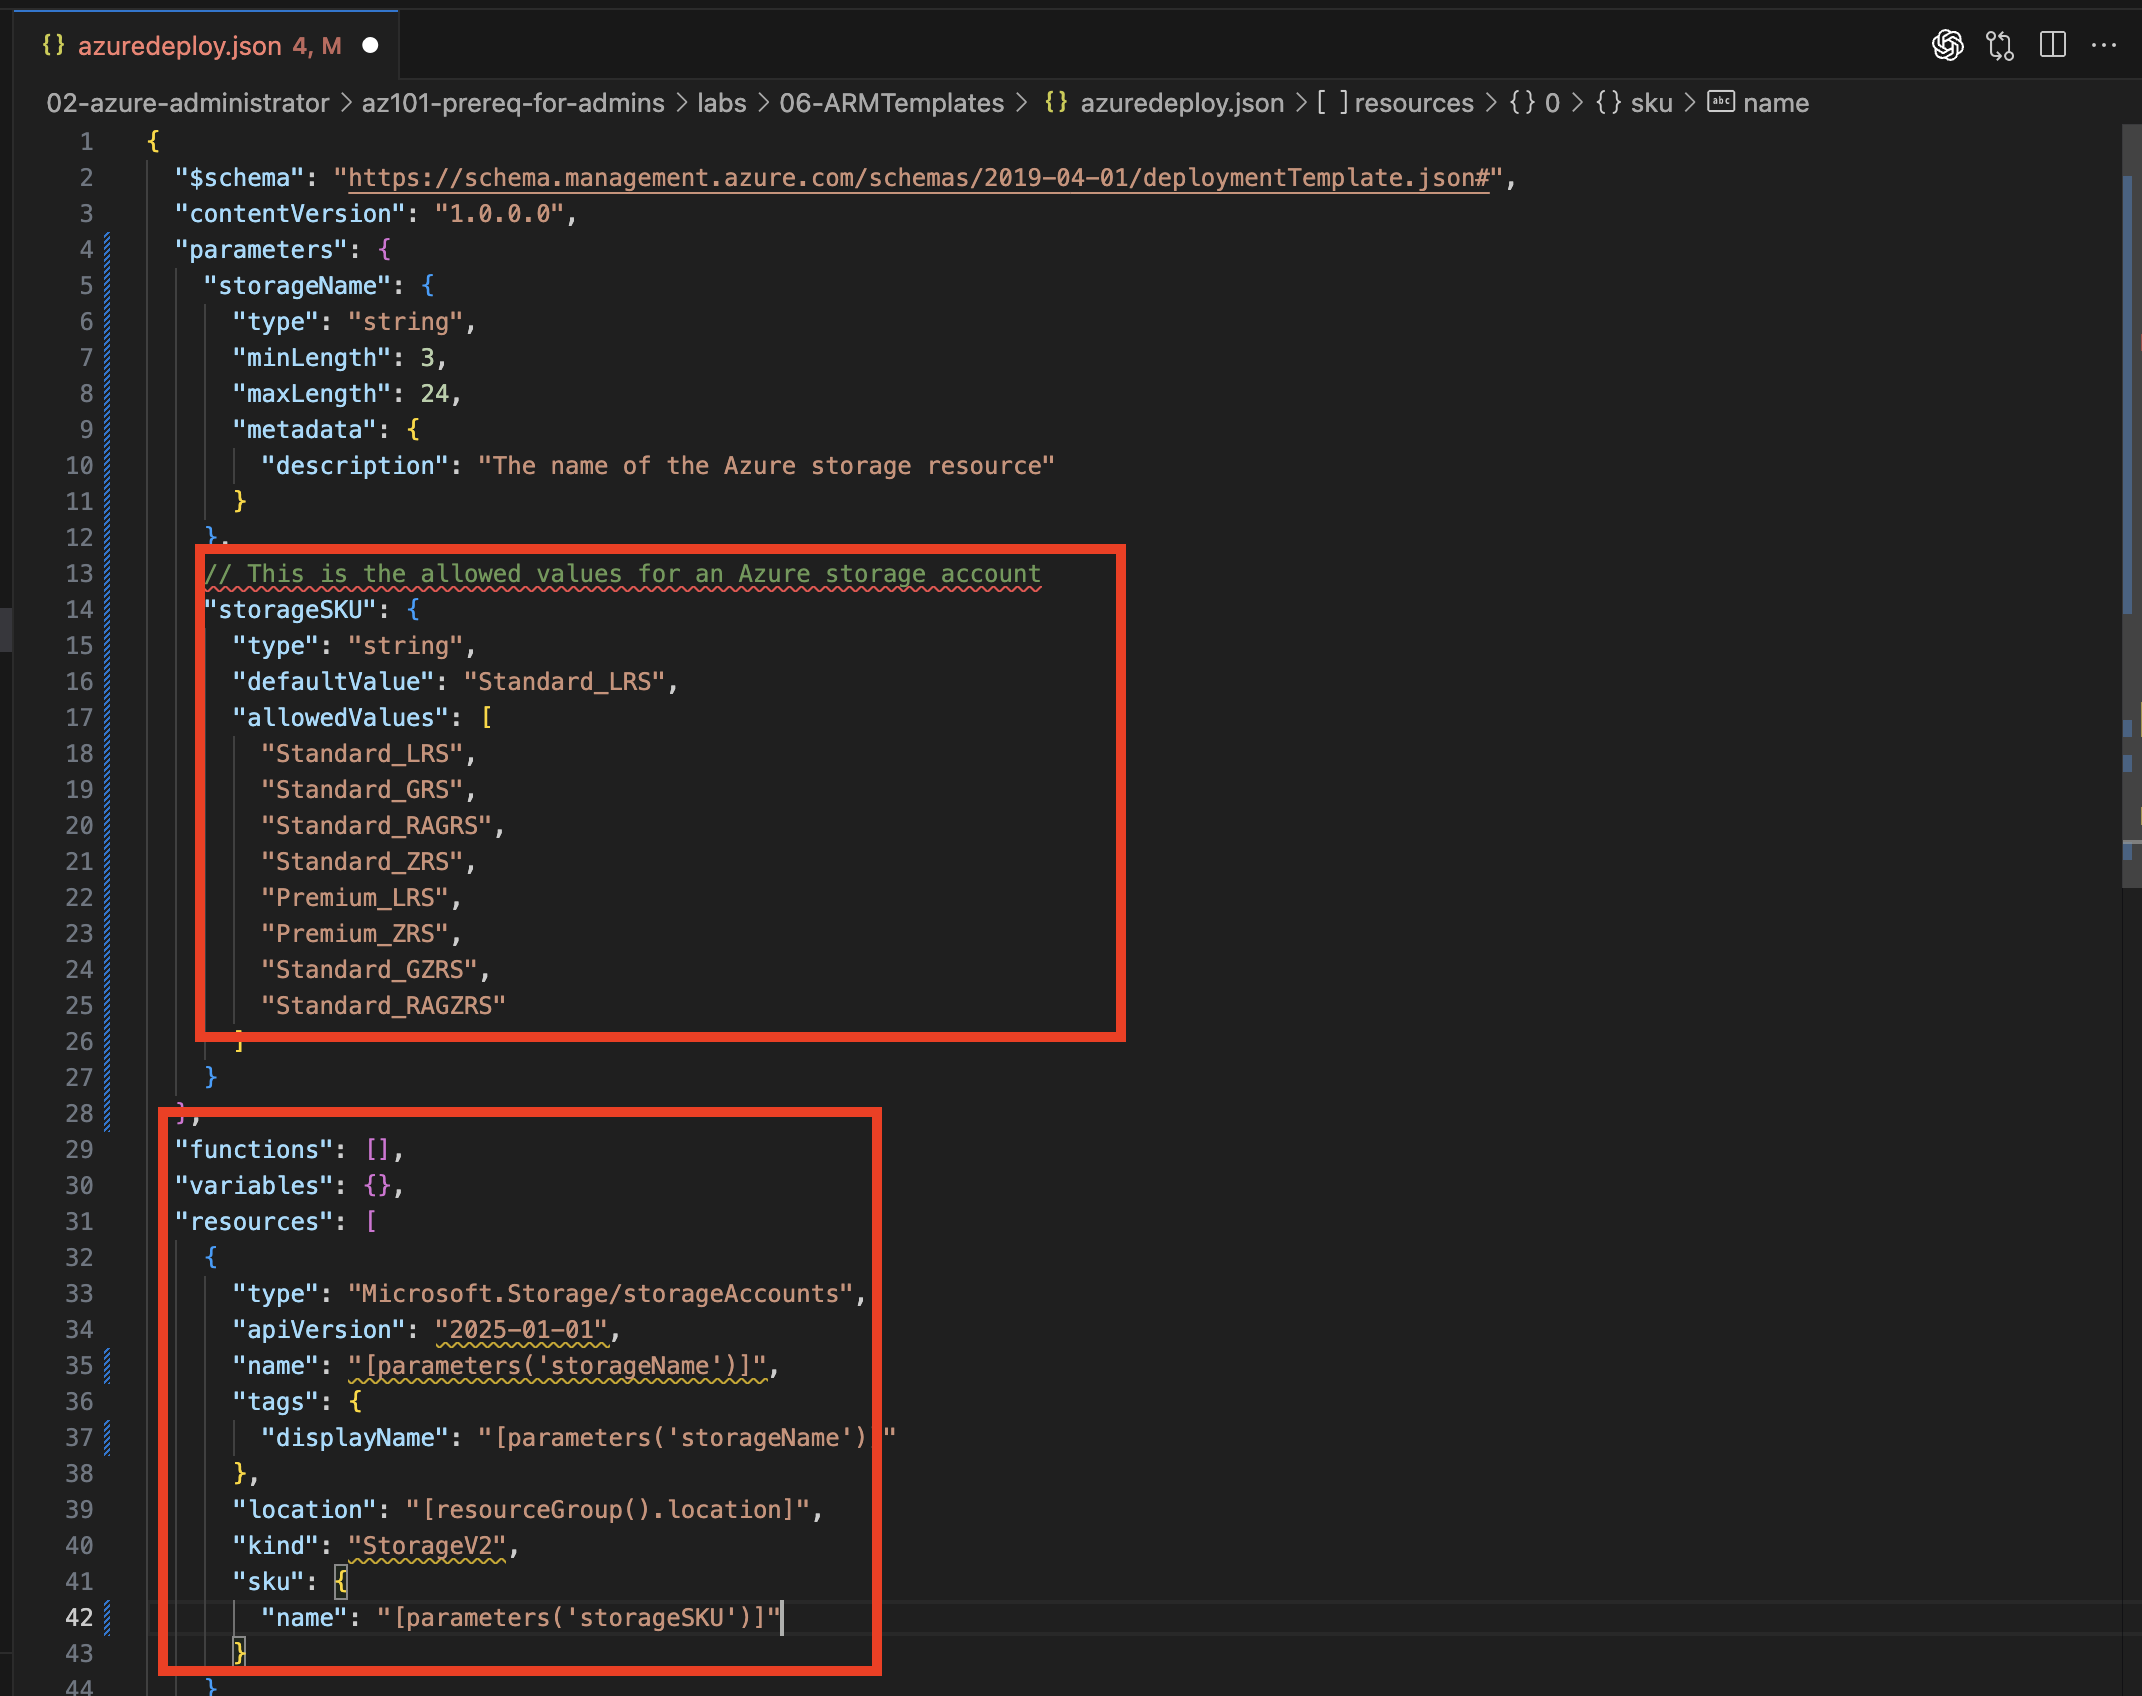 {} azuredeploy.json 4, M
02-azure-administrator > az101-prereq-for-admins > labs > 06-ARMTemplates > {} azuredeploy.json > [ ] resources > {} 0 > {} sku > abc name
1 {
2 "$schema": "https://schema.management.azure.com/schemas/2019-04-01/deploymentTemplate.json#",
3 "contentVersion": "1.0.0.0",
4 "parameters": {
5 "storageName": {
6 "type": "string",
7 "minLength": 3,
8 "maxLength": 24,
9 "metadata": {
10 "description": "The name of the Azure storage resource"
11 }
12 },
13 // This is the allowed values for an Azure storage account
14 "storageSKU": {
15 "type": "string",
16 "defaultValue": "Standard_LRS",
17 "allowedValues": [
18 "Standard_LRS",
19 "Standard_GRS",
20 "Standard_RAGRS",
21 "Standard_ZRS",
22 "Premium_LRS",
23 "Premium_ZRS",
24 "Standard_GZRS",
25 "Standard_RAGZRS"
26 ]
27 }
28 },
29 "functions": [],
30 "variables": {},
31 "resources": [
32 {
33 "type": "Microsoft.Storage/storageAccounts",
34 "apiVersion": "2025-01-01",
35 "name": "[parameters('storageName')]",
36 "tags": {
37 "displayName": "[parameters('storageName')]"
38 },
39 "location": "[resourceGroup().location]",
40 "kind": "StorageV2",
41 "sku": {
42 "name": "[parameters('storageSKU')]"
43 }
44 }